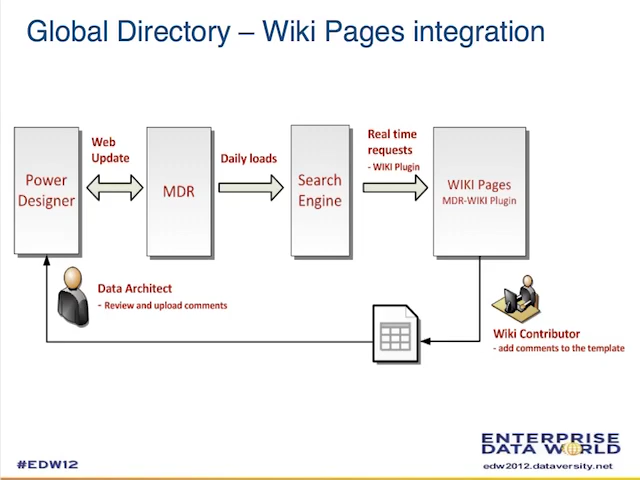 Global Directory – Wiki Pages integration
Web
Update
Daily loads
Real time
requests
- WIKI Plugin
Power
Designer
MDR
Search
Engine
WIKI Pages
MDR-WIKI Plugin
Data Architect
- Review and upload comments
Wiki Contributor
- add comments to the template
#EDW12
ENTERPRISE
DATA WORLD
edw2012.dataversity.net